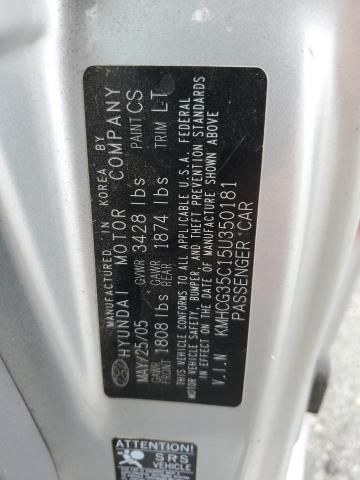 MANUFACTURED IN KOREA BY
HYUNDAI MOTOR COMPANY
MAY/25/05 GVWR 3428 lbs PAINT CS
GAWR FRONT 1808 lbs GAWR REAR 1874 lbs TRIM LT
THIS VEHICLE CONFORMS TO ALL APPLICABLE U.S.A. FEDERAL
MOTOR VEHICLE SAFETY, BUMPER, AND THEFT PREVENTION STANDARDS
IN EFFECT ON THE DATE OF MANUFACTURE SHOWN ABOVE
V.I.N KMHCG35C15U350181
PASSENGER CAR
ATTENTION!
SRS
VEHICLE